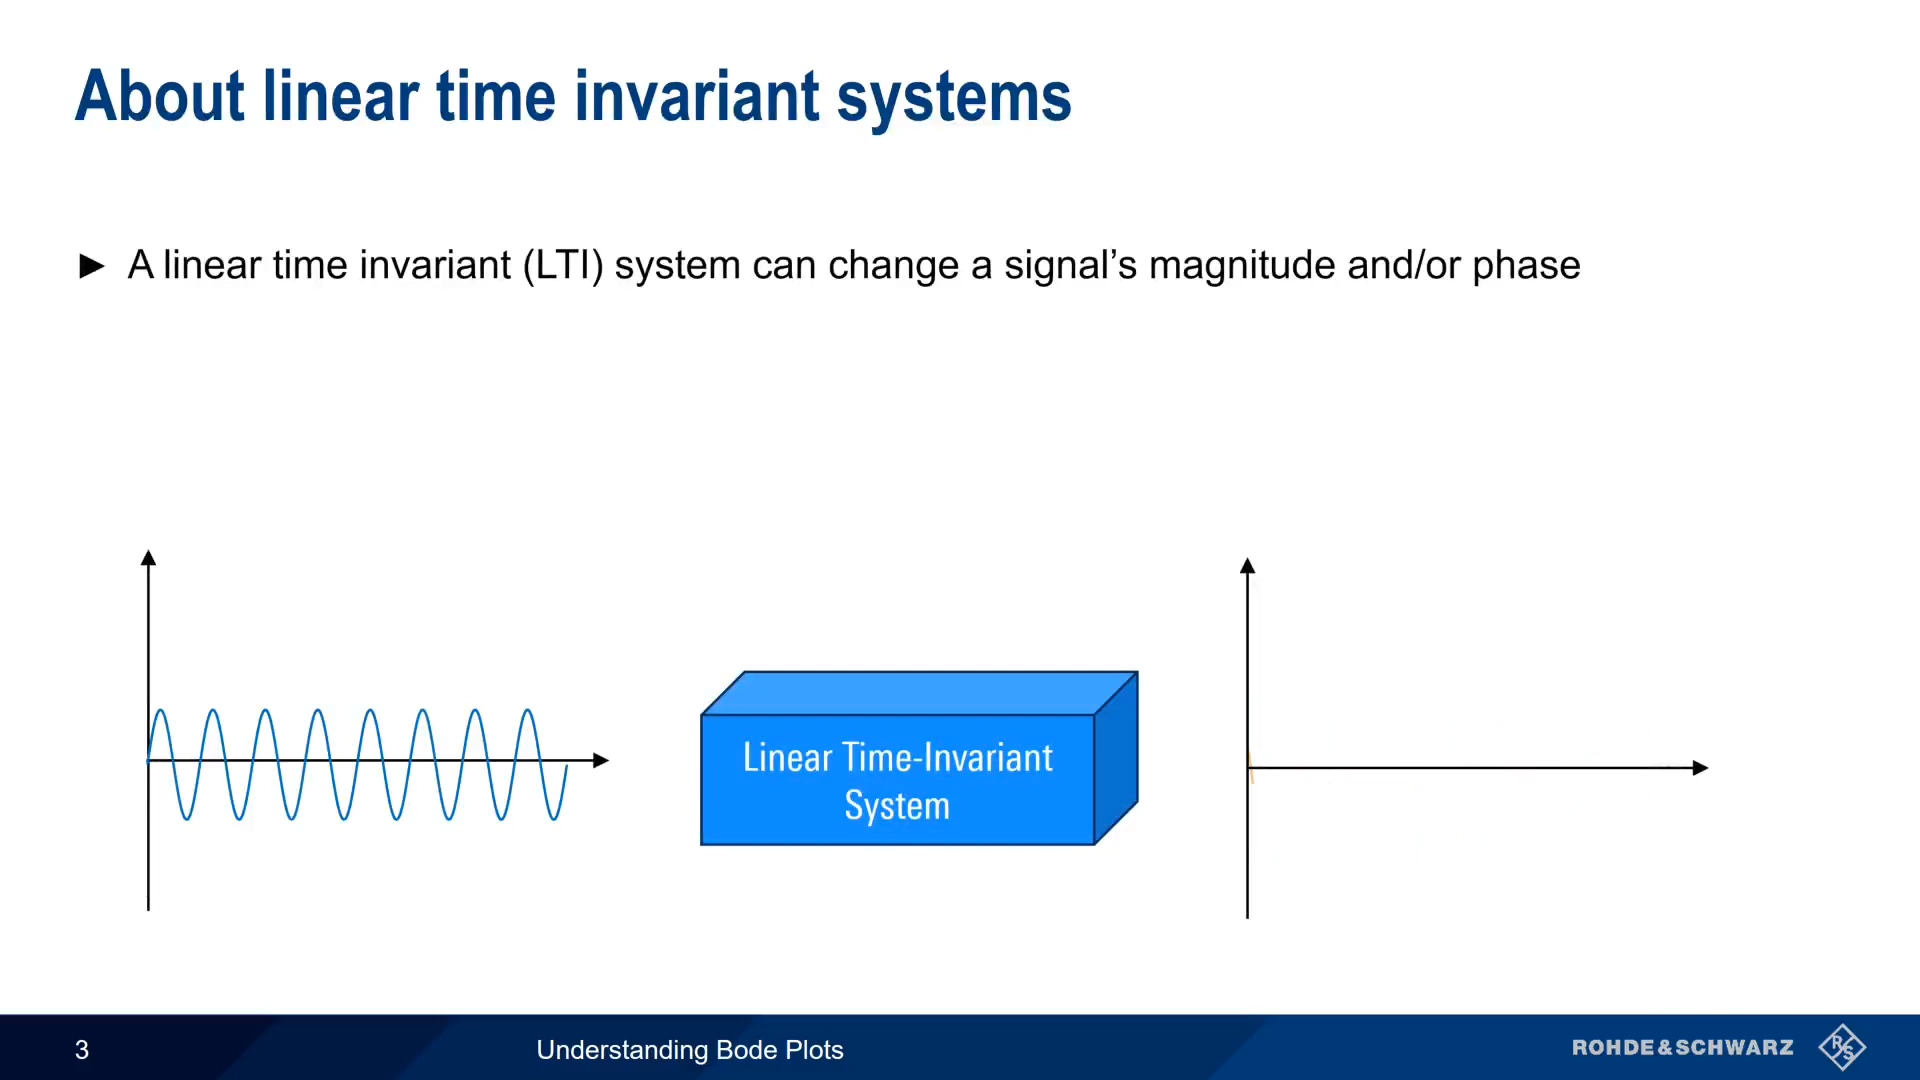 About linear time invariant systems
► A linear time invariant (LTI) system can change a signal’s magnitude and/or phase
Linear Time-Invariant
System
3
Understanding Bode Plots
ROHDE&SCHWARZ
R&S